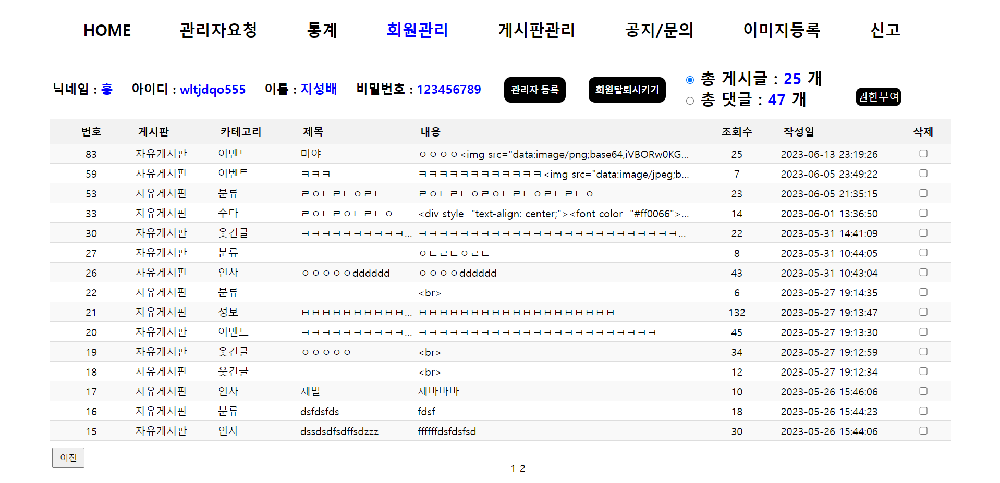 HOME 관리자요청 통계 회원관리 게시판관리 공지/문의 이미지등록 신고
닉네임 : 홍 아이디 : wltjdqo555 이름 : 지성배 비밀번호 : 123456789 관리자 등록 회원탈퇴시키기
총 게시글 : 25 개
총 댓글 : 47 개
권한부여
번호 게시판 카테고리 제목 내용 조회수 작성일 삭제
83 자유게시판 이벤트 머야 ㅇㅇㅇㅇ<img src="data:image/png;base64,iVBORw0KG... 25 2023-06-13 23:19:26
59 자유게시판 이벤트 ㅋㅋㅋ ㅋㅋㅋㅋㅋㅋㅋㅋㅋㅋㅋㅋ<img src="data:image/jpeg;b... 7 2023-06-05 23:49:22
53 자유게시판 분류 ㄹㅇㄴㄹㄴㅇㄹㄴ ㄹㅇㄴㄹㄴㅇㄹㅇㄴㄹㄴㅇㄹㄴㄹㄴㅇ 23 2023-06-05 21:35:15
33 자유게시판 수다 ㄹㅇㄴㄹㅇㄴㄹㄴㅇ <div style="text-align: center;"><font color="#ff0066">... 14 2023-06-01 13:36:50
30 자유게시판 웃긴글 ㅋㅋㅋㅋㅋㅋㅋㅋㅋㅋ... ㅋㅋㅋㅋㅋㅋㅋㅋㅋㅋㅋㅋㅋㅋㅋㅋㅋㅋㅋㅋㅋㅋㅋㅋㅋ... 22 2023-05-31 14:41:09
27 자유게시판 분류 ㅇㄴㄹㄴㅇㄹㄴ 8 2023-05-31 10:44:05
26 자유게시판 인사 ㅇㅇㅇㅇㅇdddddd ㅇㅇㅇㅇdddddd 43 2023-05-31 10:43:04
22 자유게시판 분류 <br> 6 2023-05-27 19:14:35
21 자유게시판 정보 ㅂㅂㅂㅂㅂㅂㅂㅂㅂㅂ... ㅂㅂㅂㅂㅂㅂㅂㅂㅂㅂㅂㅂㅂㅂㅂㅂㅂㅂㅂ 132 2023-05-27 19:13:47
20 자유게시판 이벤트 ㅋㅋㅋㅋㅋㅋㅋㅋㅋㅋ... ㅋㅋㅋㅋㅋㅋㅋㅋㅋㅋㅋㅋㅋㅋㅋㅋㅋㅋㅋㅋㅋㅋㅋ 45 2023-05-27 19:13:30
19 자유게시판 웃긴글 ㅇㅇㅇㅇㅇ <br> 34 2023-05-27 19:12:59
18 자유게시판 웃긴글 <br> 12 2023-05-27 19:12:34
17 자유게시판 인사 제발 제바바바 10 2023-05-26 15:46:06
16 자유게시판 분류 dsfdsfds fdsf 18 2023-05-26 15:44:23
15 자유게시판 인사 dssdsdfsdffsdzzz ffffffdsfdsfsd 30 2023-05-26 15:44:06
이전
1 2